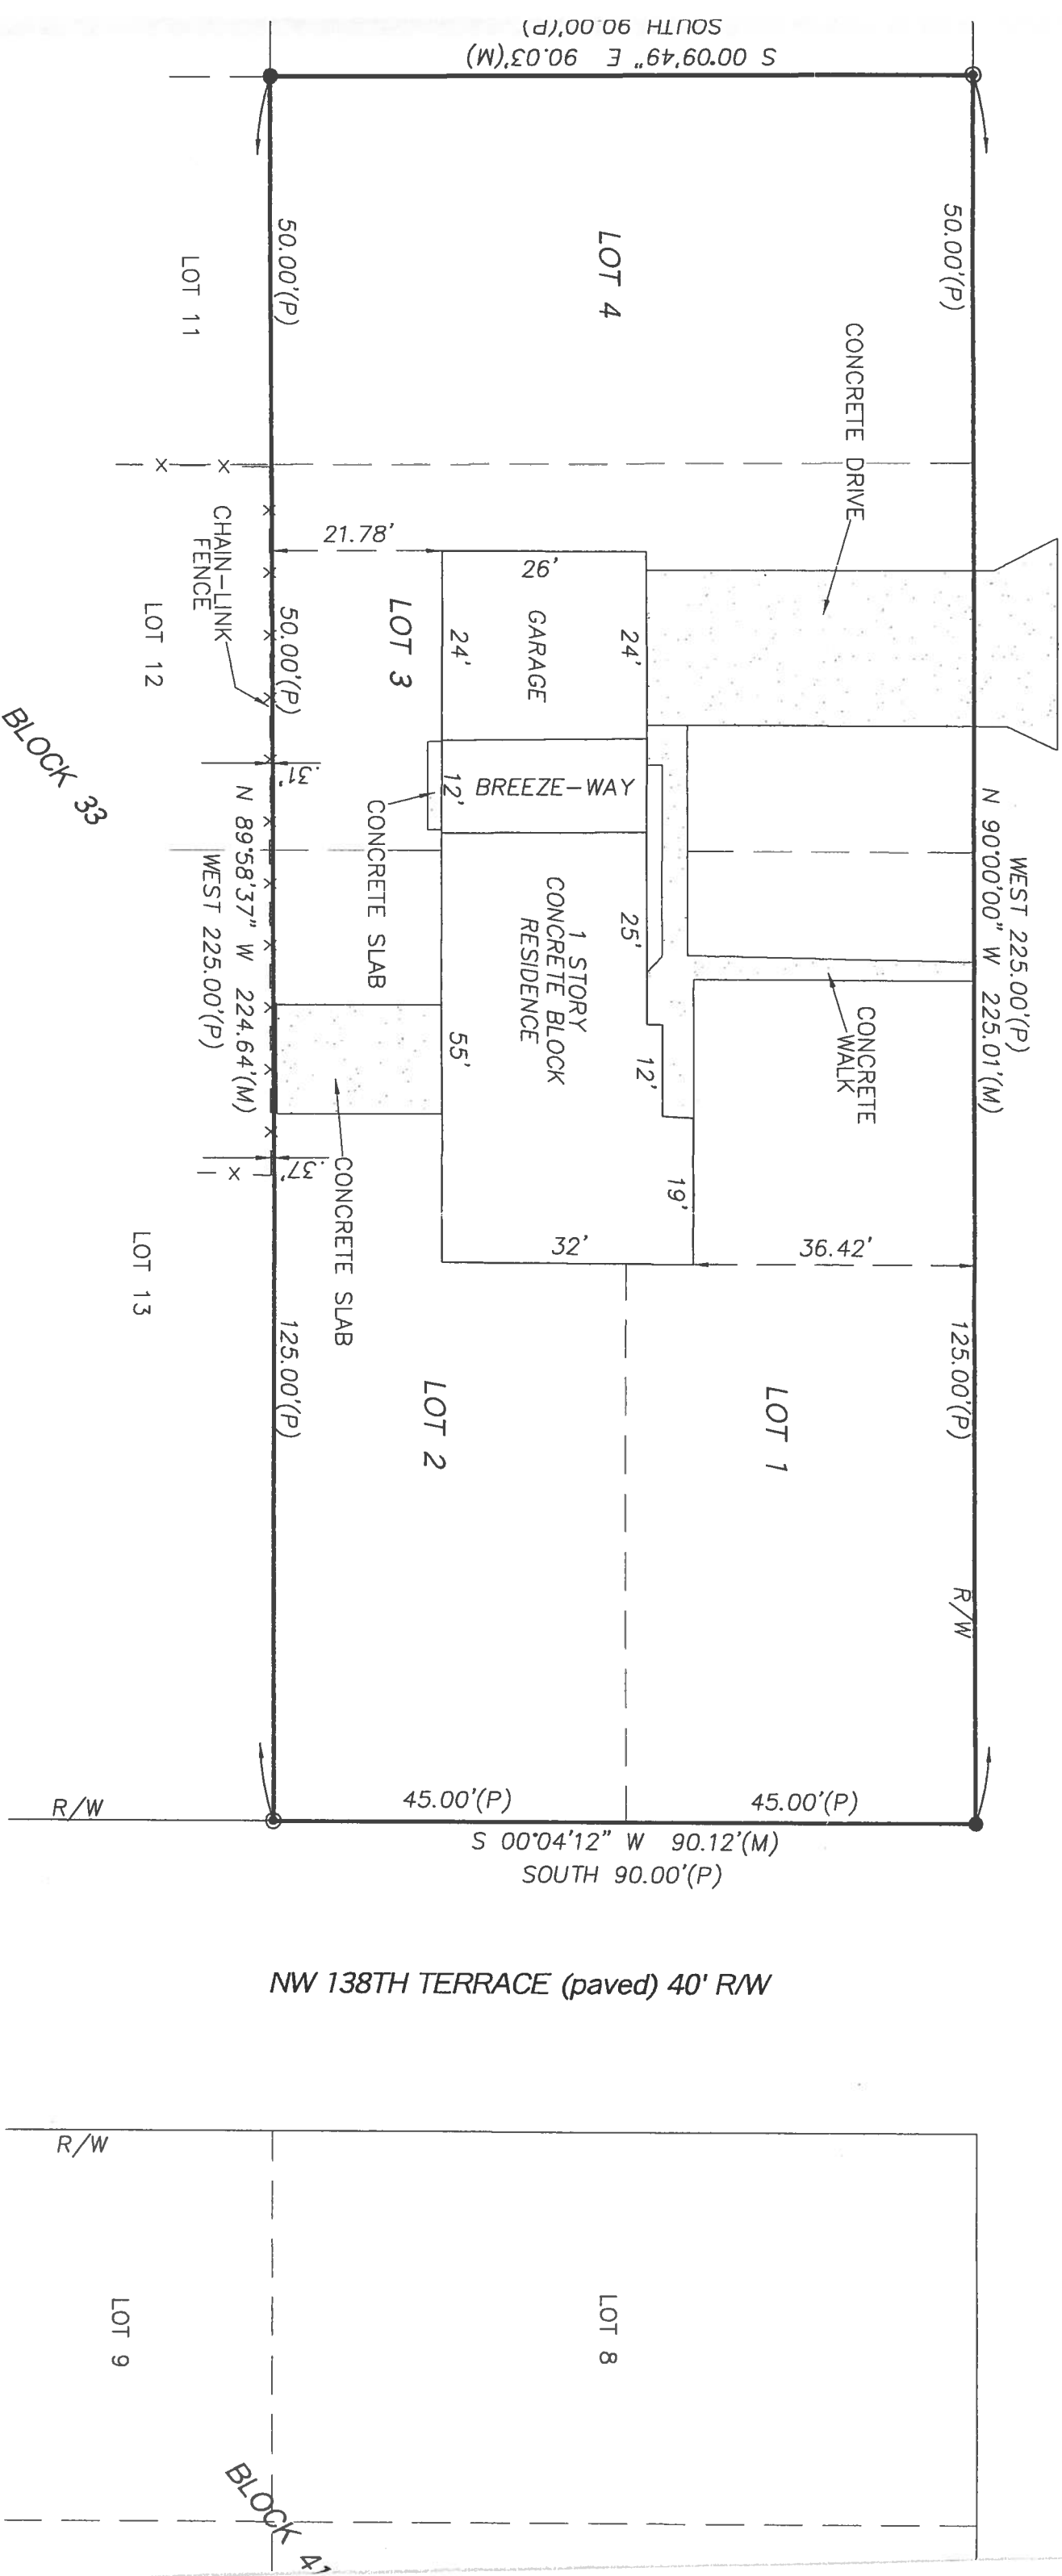 SOUTH 90.00'(P)
S 00°09'49" E 90.03'(M)
50.00'(P)
LOT 4
50.00'(P)
LOT 11
CONCRETE DRIVE
21.78'
26'
GARAGE
24'
24'
LOT 3
50.00'(P)
CHAIN-LINK
FENCE
LOT 12
BLOCK 33
.31'
12'
BREEZE-WAY
CONCRETE SLAB
WEST 225.00'(P)
N 90°00'00" W 225.01'(M)
N 89°58'37" W 224.64'(M)
WEST 225.00'(P)
25'
1 STORY
CONCRETE BLOCK
RESIDENCE
55'
12'
CONCRETE
WALK
19'
.37'
CONCRETE SLAB
32'
36.42'
LOT 13
125.00'(P)
125.00'(P)
LOT 1
LOT 2
R/W
R/W
45.00'(P)
45.00'(P)
S 00°04'12" W 90.12'(M)
SOUTH 90.00'(P)
NW 138TH TERRACE (paved) 40' R/W
R/W
LOT 8
LOT 9
BLOCK 41